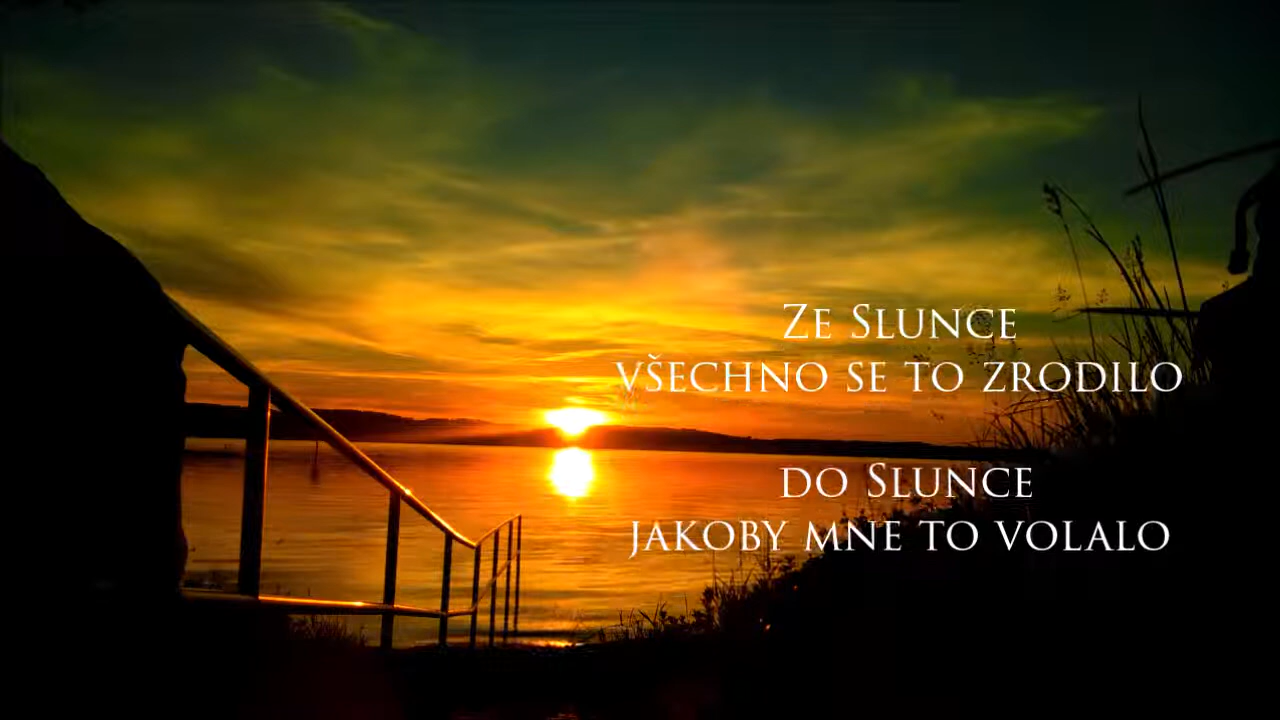 Ze Slunce
všechno se to zrodilo
do Slunce
jakoby mne to volalo